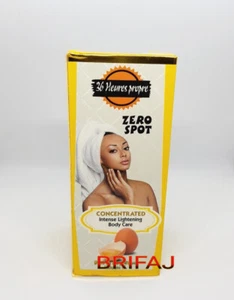 36 Heures propre
ZERO
SPOT
CONCENTRATED
Intense Lightening
Body Care
BRIFAJ